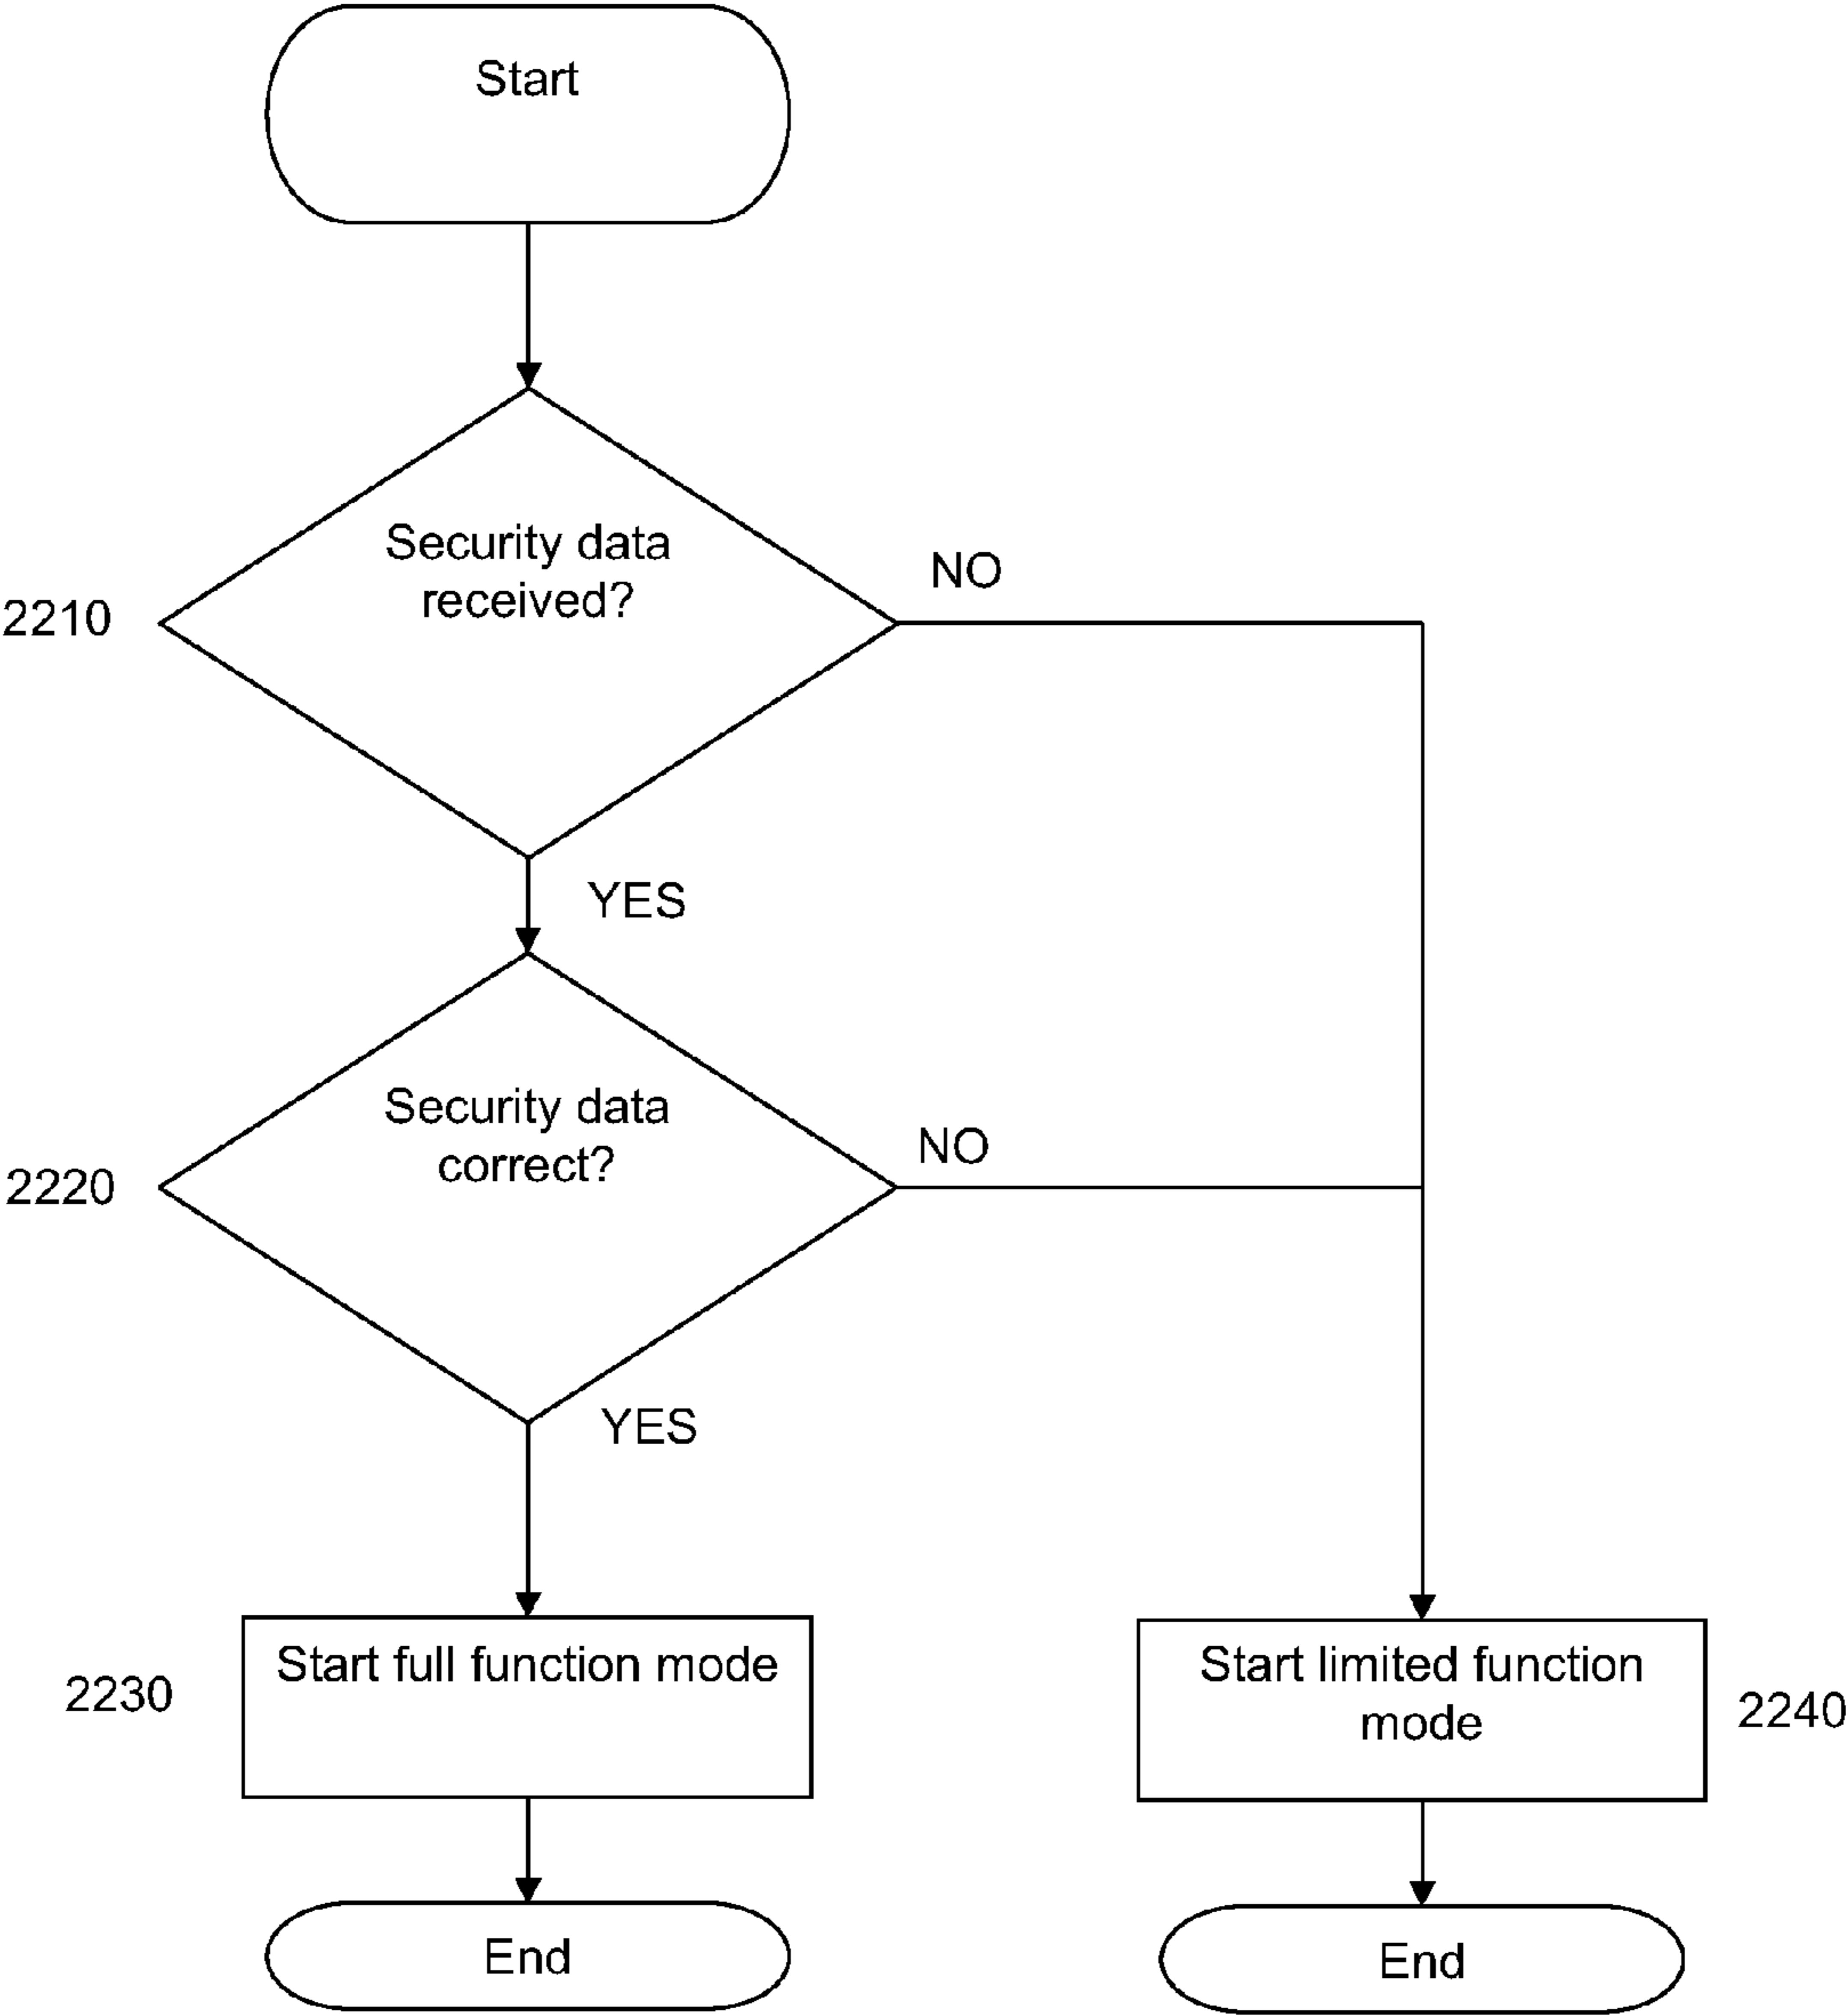 Start
Security data
received?
NO
2210
YES
Security data
correct?
NO
2220
YES
Start full function mode
2230
Start limited function
mode
2240
End
End